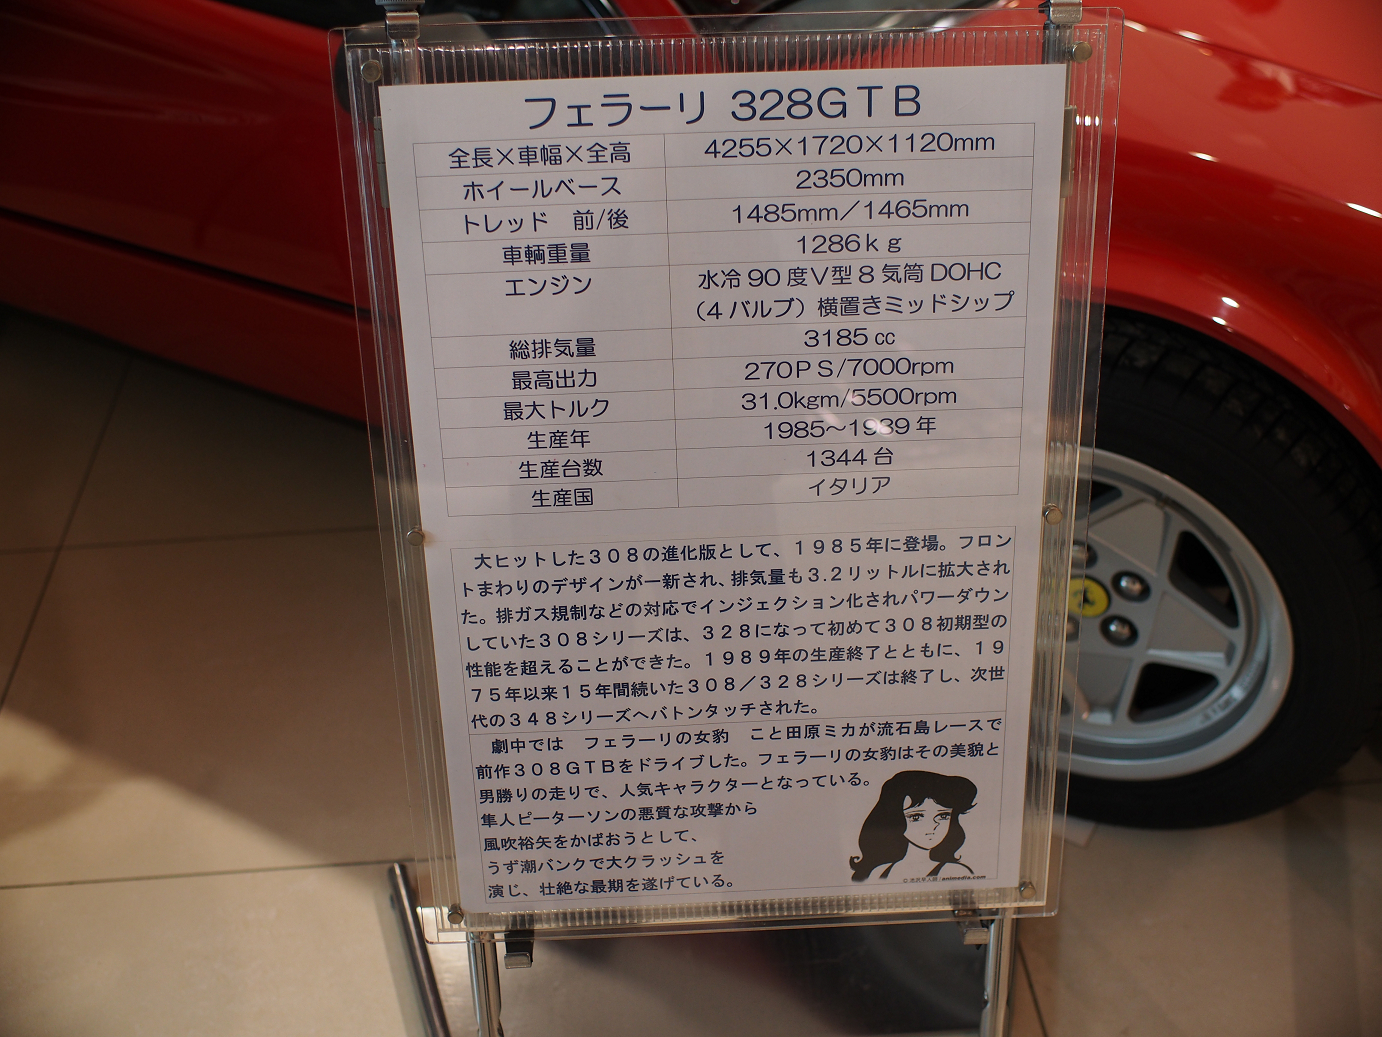 フェラーリ 328GTB
全長×車幅×全高 4255×1720×1120mm
ホイールベース 2350mm
トレッド　前/後 1485mm／1465mm
車輌重量 1286ｋｇ
エンジン 水冷 90 度Ｖ型 8 気筒 DOHC
（4 バルブ）横置きミッドシップ
総排気量 3185 cc
最高出力 270ＰＳ/7000rpm
最大トルク 31.0kgm/5500rpm
生産年 1985～1989 年
生産台数 1344 台
生産国 イタリア
大ヒットした３０８の進化版として、１９８５年に登場。フロン
トまわりのデザインが一新され、排気量も３.２リットルに拡大され
た。排ガス規制などの対応でインジェクション化されパワーダウン
していた３０８シリーズは、３２８になって初めて３０８初期型の
性能を超えることができた。１９８９年の生産終了とともに、１９
７５年以来１５年間続いた３０８／３２８シリーズは終了し、次世
代の３４８シリーズへバトンタッチされた。
劇中では　フェラーリの女豹　こと田原ミカが流石島レースで
前作３０８ＧＴＢをドライブした。フェラーリの女豹はその美貌と
男勝りの走りで、人気キャラクターとなっている。
隼人ピーターソンの悪質な攻撃から
風吹裕矢をかばおうとして、
うず潮バンクで大クラッシュを
演じ、壮絶な最期を遂げている。